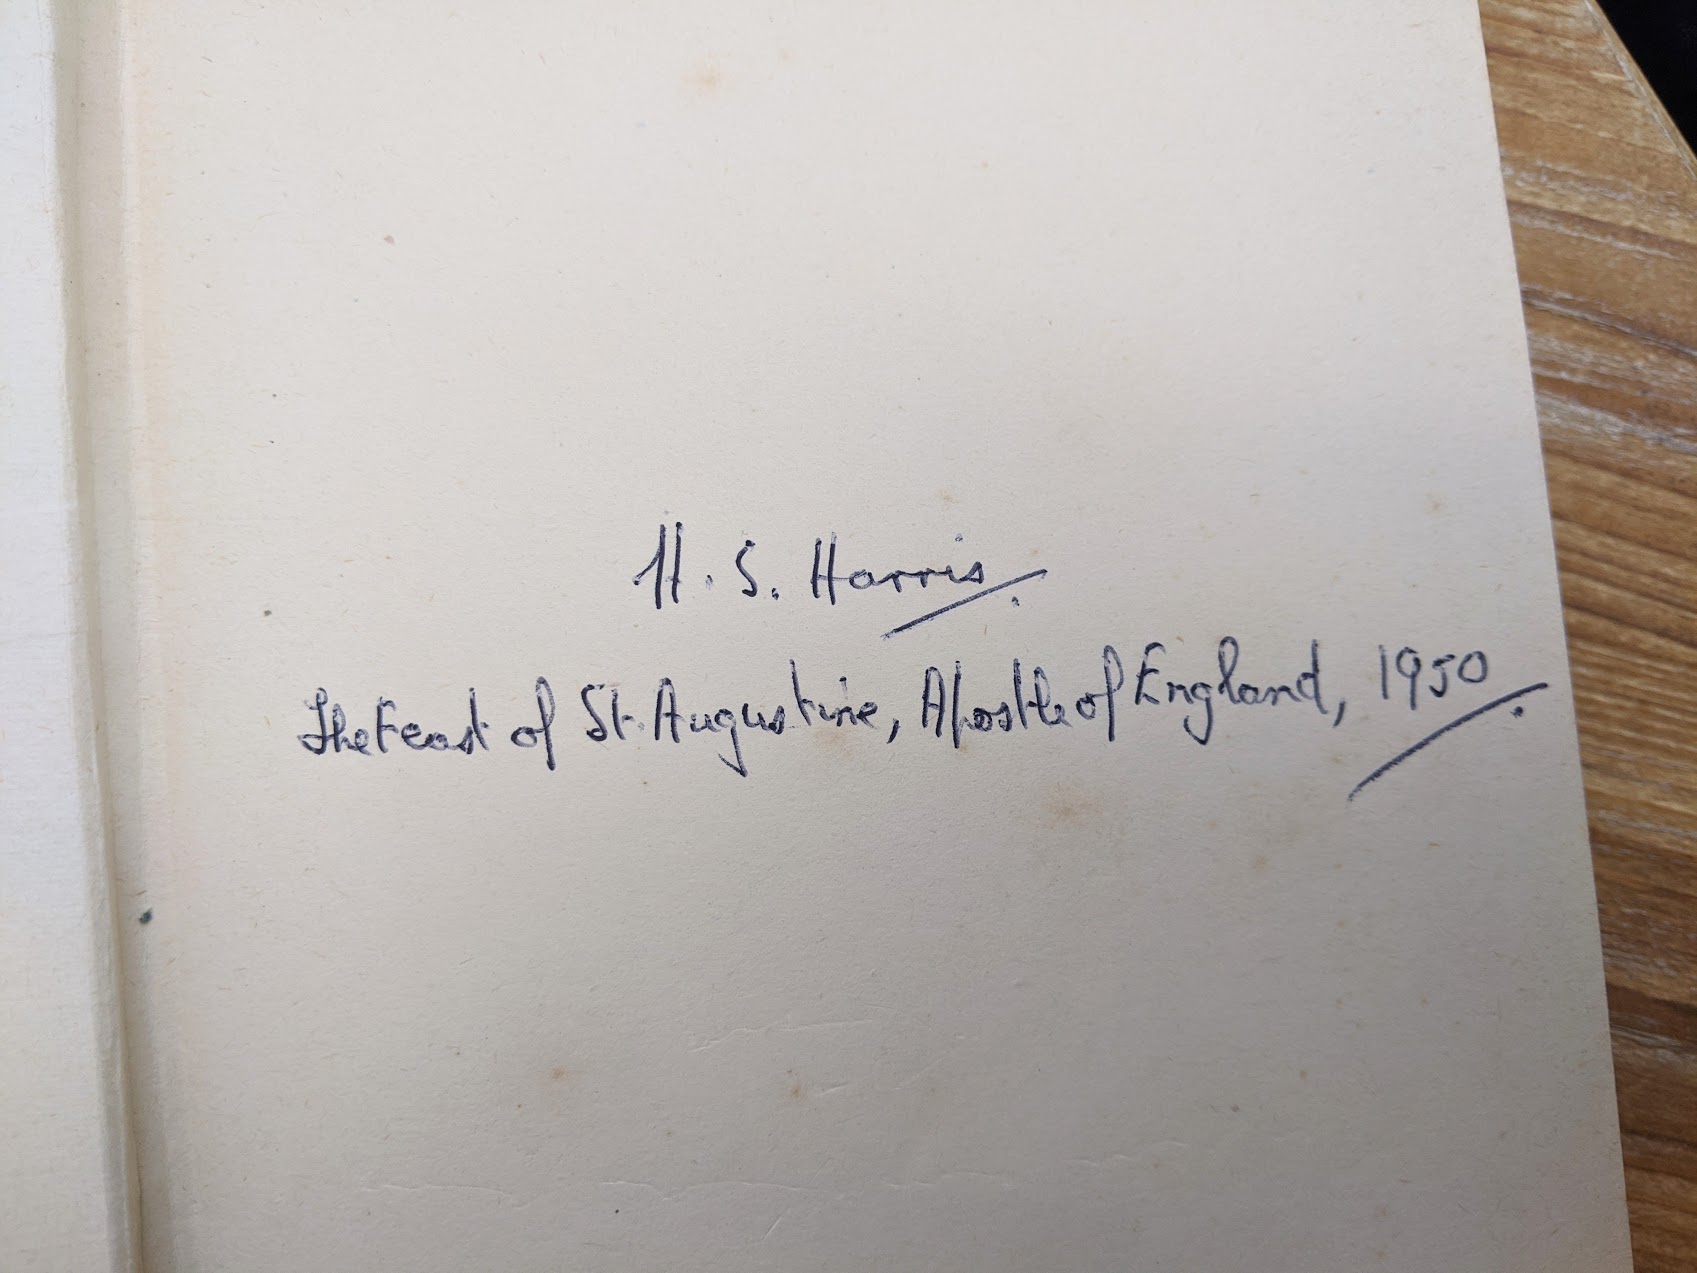 H. S. Harris.
The Feast of St. Augustine, Apostle of England, 1950.